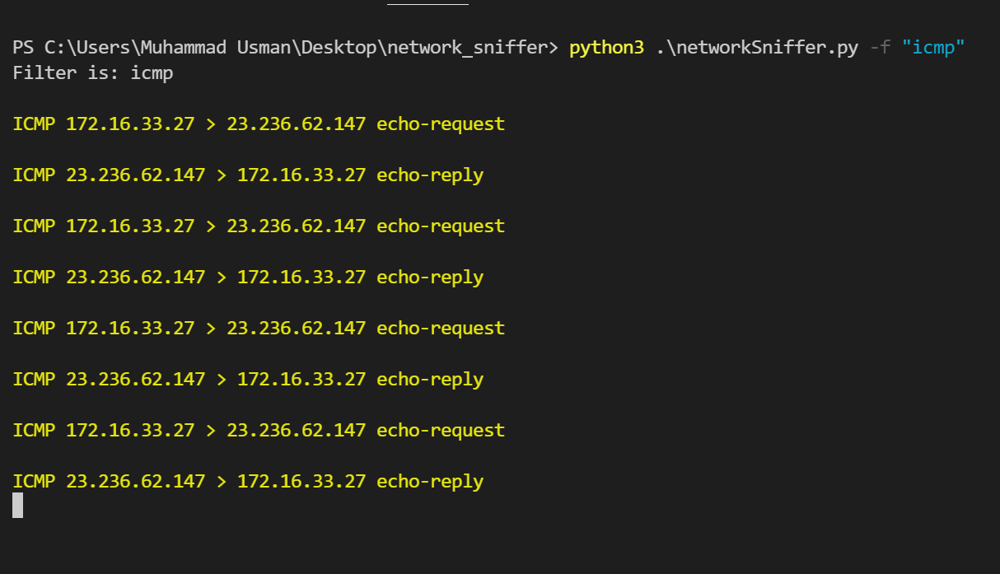 PS C:\Users\Muhammad Usman\Desktop\network_sniffer> python3 .\networkSniffer.py -f "icmp"
Filter is: icmp
ICMP 172.16.33.27 > 23.236.62.147 echo-request
ICMP 23.236.62.147 > 172.16.33.27 echo-reply
ICMP 172.16.33.27 > 23.236.62.147 echo-request
ICMP 23.236.62.147 > 172.16.33.27 echo-reply
ICMP 172.16.33.27 > 23.236.62.147 echo-request
ICMP 23.236.62.147 > 172.16.33.27 echo-reply
ICMP 172.16.33.27 > 23.236.62.147 echo-request
ICMP 23.236.62.147 > 172.16.33.27 echo-reply